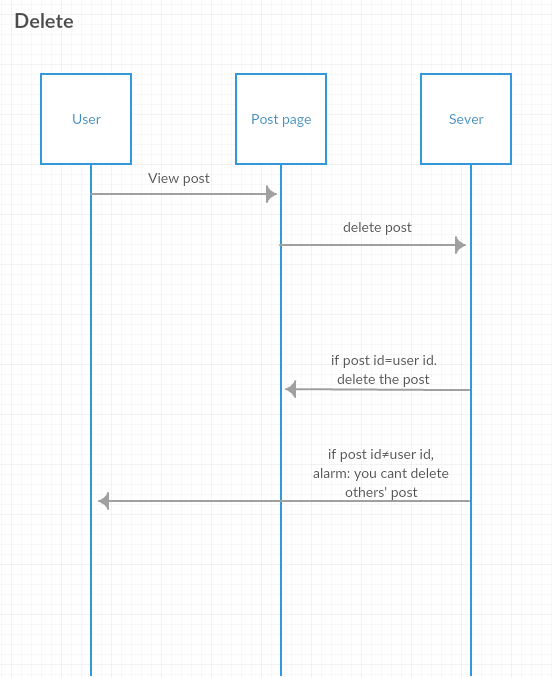 Delete
User
Post page
Sever
View post
delete post
if post id=user id.
delete the post
if post id≠user id,
alarm: you cant delete
others' post